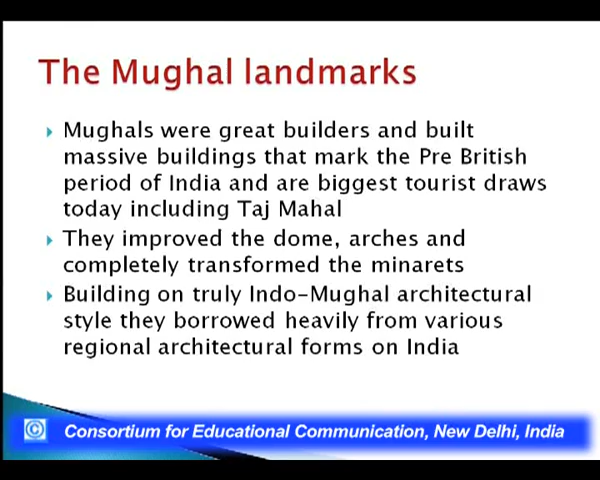 The Mughal landmarks
Mughals were great builders and built
massive buildings that mark the Pre British
period of India and are biggest tourist draws
today including Taj Mahal
They improved the dome, arches and
completely transformed the minarets
Building on truly Indo-Mughal architectural
style they borrowed heavily from various
regional architectural forms on India
© Consortium for Educational Communication, New Delhi, India